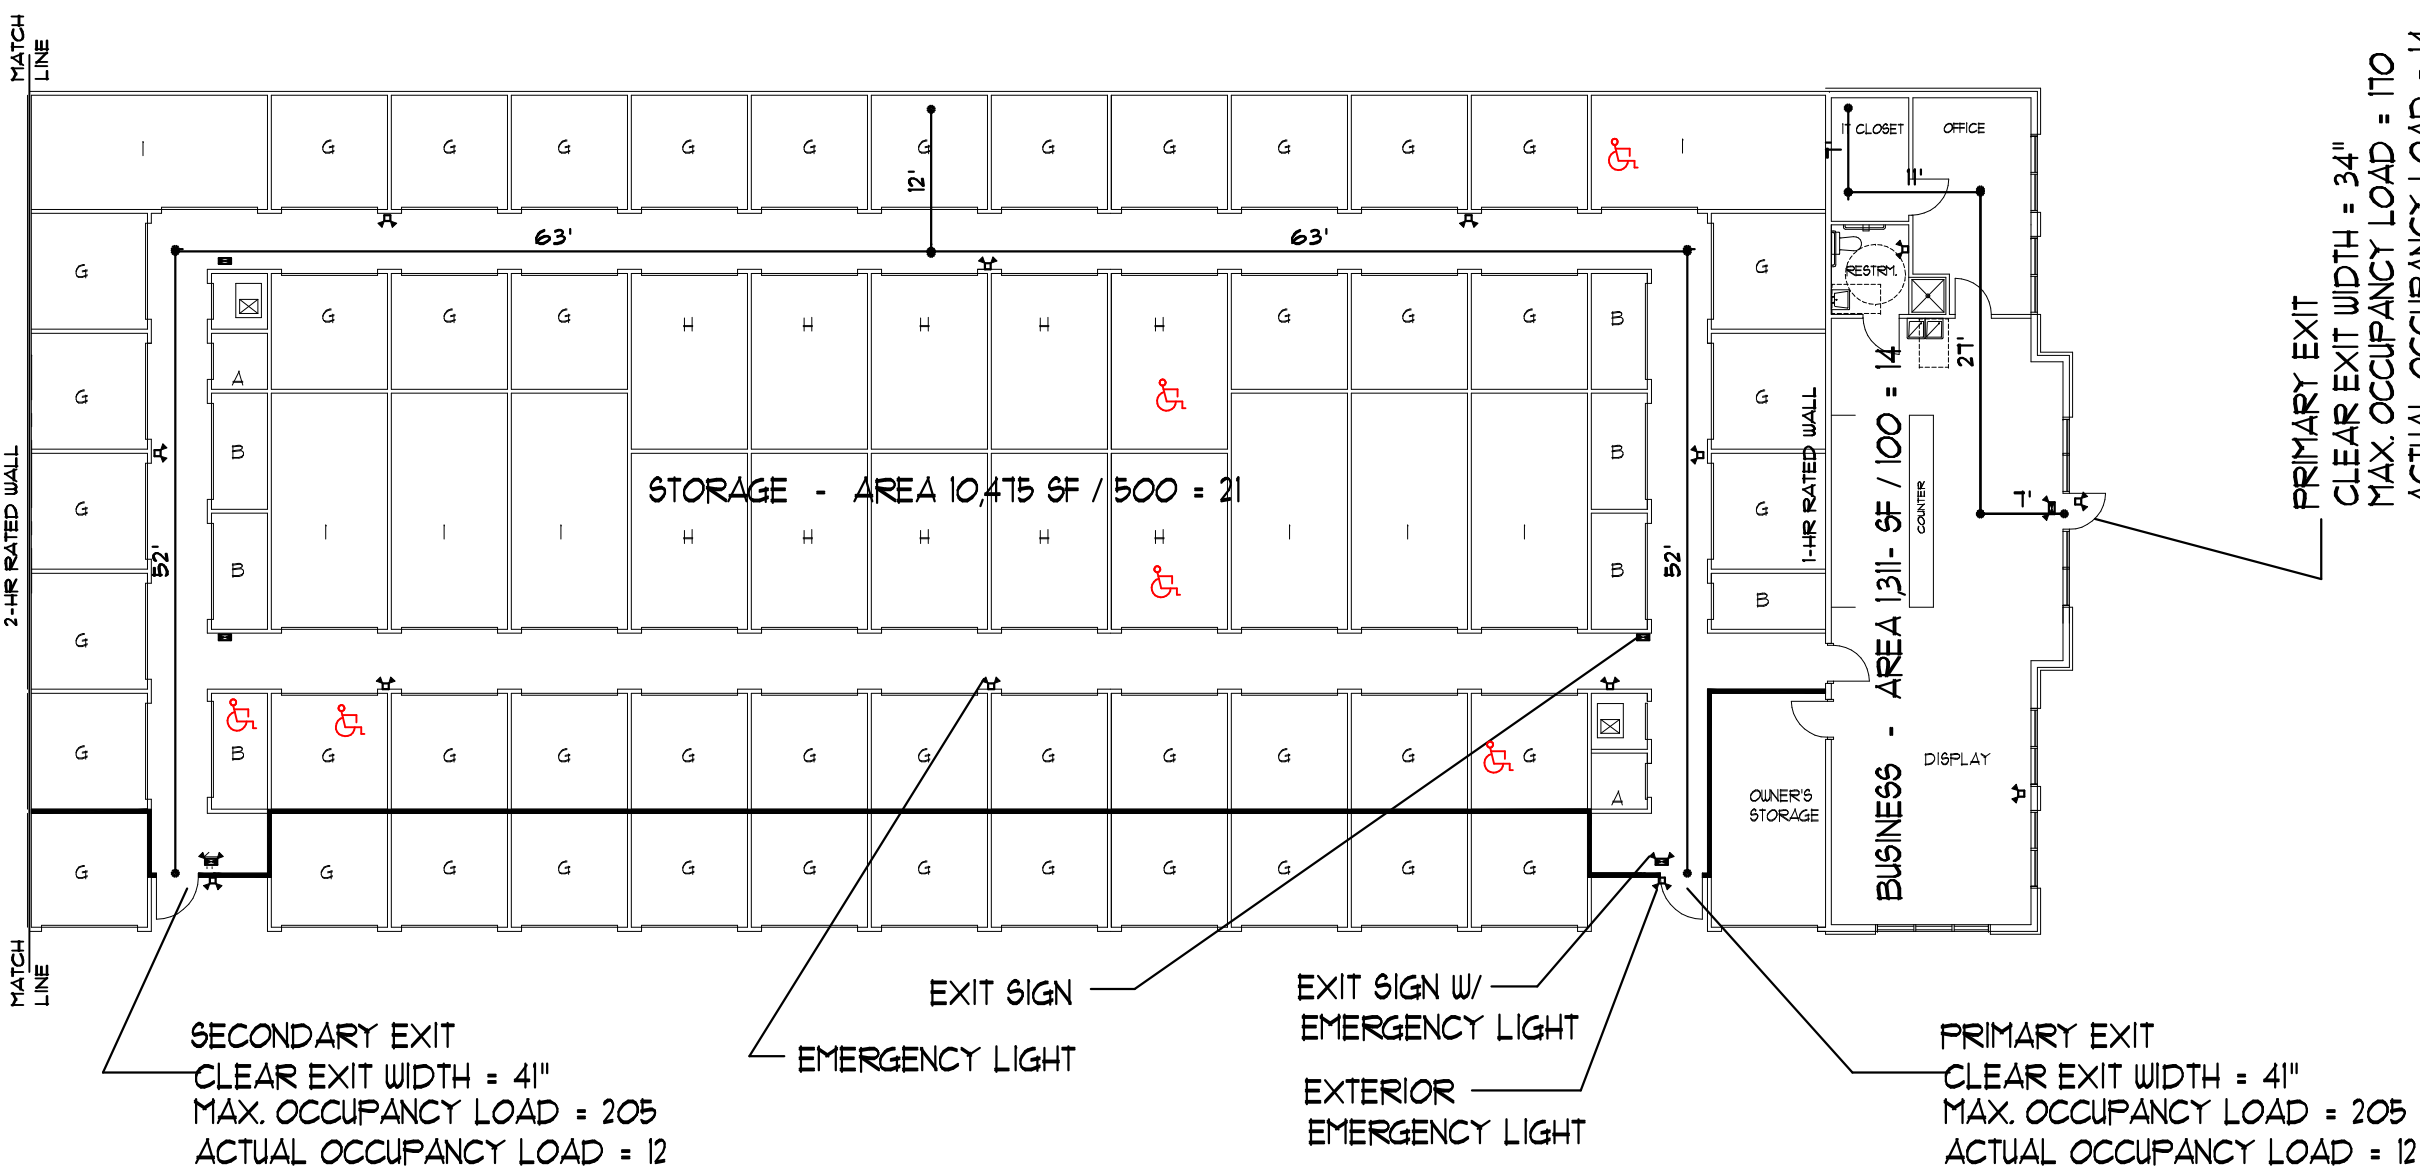 MATCH
LINE
I
G
G
G
G
G
G
G
G
G
G
G
I
IT CLOSET
OFFICE
12'
11'
63'
63'
G
G
RESTRM.
G
G
G
H
H
H
H
H
G
G
G
B
27'
A
G
G
2-HR RATED WALL
B
B
1-HR RATED WALL
STORAGE - AREA 10,475 SF / 500 = 21
BUSINESS - AREA 1,311- SF / 100 = 14
COUNTER
7'
G
G
I
I
I
H
H
H
H
H
I
I
I
52'
52'
B
B
B
G
G
B
G
G
G
G
G
G
G
G
G
G
G
DISPLAY
A
OWNER'S
STORAGE
G
G
G
G
G
G
G
G
G
G
G
G
MATCH
LINE
PRIMARY EXIT
CLEAR EXIT WIDTH = 34"
MAX. OCCUPANCY LOAD = 170
EXIT SIGN
EXIT SIGN W/
EMERGENCY LIGHT
EMERGENCY LIGHT
EXTERIOR
EMERGENCY LIGHT
SECONDARY EXIT
CLEAR EXIT WIDTH = 41"
MAX. OCCUPANCY LOAD = 205
ACTUAL OCCUPANCY LOAD = 12
PRIMARY EXIT
CLEAR EXIT WIDTH = 41"
MAX. OCCUPANCY LOAD = 205
ACTUAL OCCUPANCY LOAD = 12